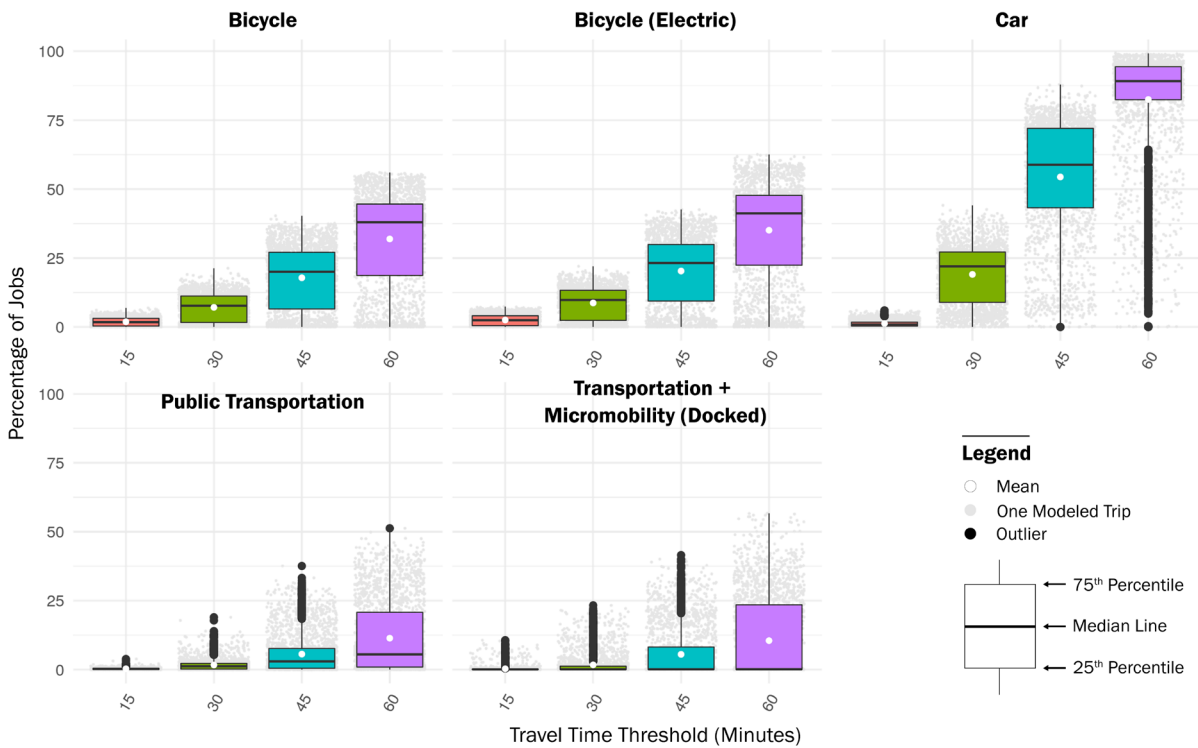 Bicycle
Bicycle (Electric)
Car
Percentage of Jobs
100
75
50
25
0
15
30
45
60
15
30
45
60
15
30
45
60
Public Transportation
Transportation +
Micromobility (Docked)
100
75
50
25
0
15
30
45
60
15
30
45
60
Travel Time Threshold (Minutes)
Legend
Mean
One Modeled Trip
Outlier
75th Percentile
Median Line
25th Percentile